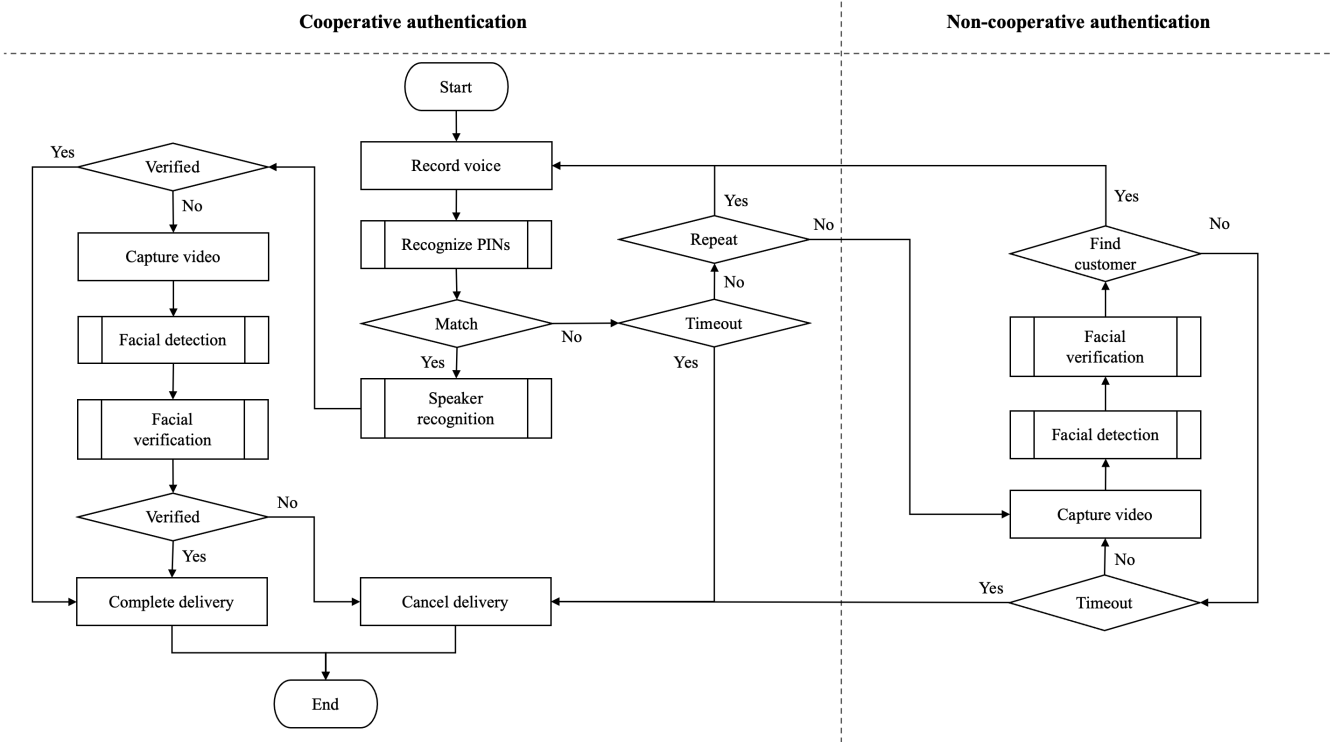 Cooperative authentication
Non-cooperative authentication
Start
Record voice
Recognize PINs
Match
Yes
No
Speaker
recognition
Verified
Yes
No
Capture video
Facial detection
Facial
verification
Verified
No
Yes
Complete delivery
Cancel delivery
End
Repeat
Yes
No
No
Timeout
Yes
Find
customer
Yes
No
Facial
verification
Facial detection
Capture video
No
Yes
Timeout